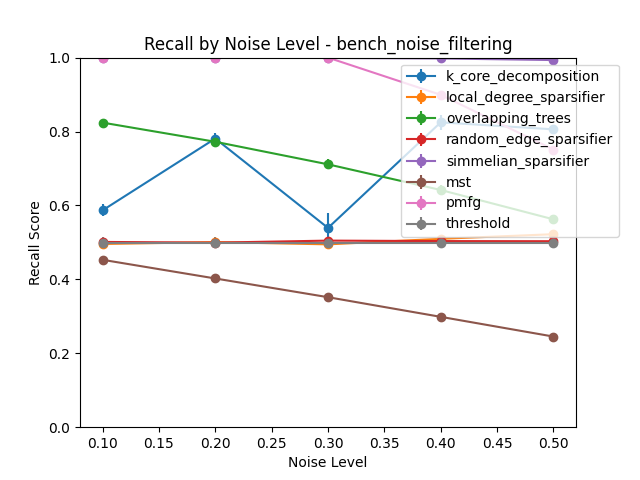 Recall by Noise Level - bench_noise_filtering
1.0
0.8
0.6
0.4
0.2
0.0
Recall Score
k_core_decomposition
local_degree_sparsifier
overlapping_trees
random_edge_sparsifier
simmelian_sparsifier
mst
pmfg
threshold
0.10 0.15 0.20 0.25 0.30 0.35 0.40 0.45 0.50
Noise Level